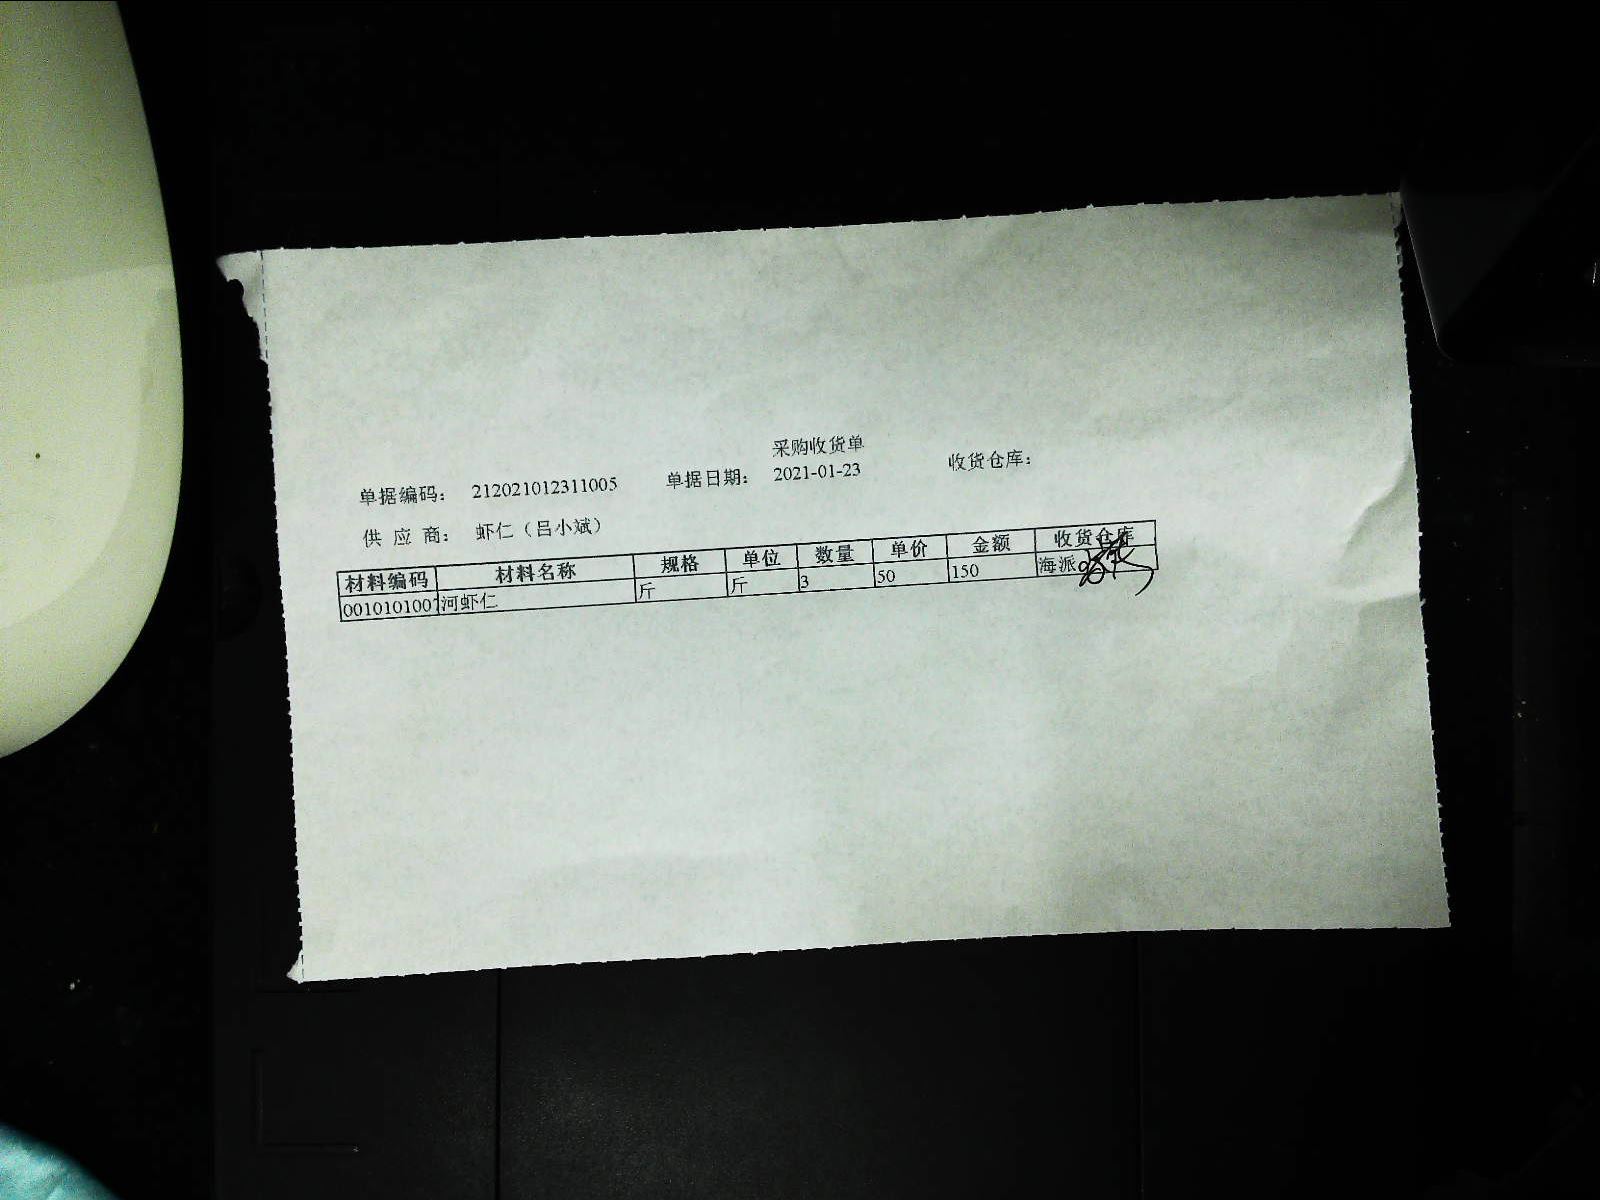 采购收货单
单据编码： 212021012311005 单据日期： 2021-01-23 收货仓库：
供 应 商： 虾仁（吕小斌）
材料编码 材料名称 规格 单位 数量 单价 金额 收货仓库
001010100 河虾仁 斤 斤 3 50 150 海派